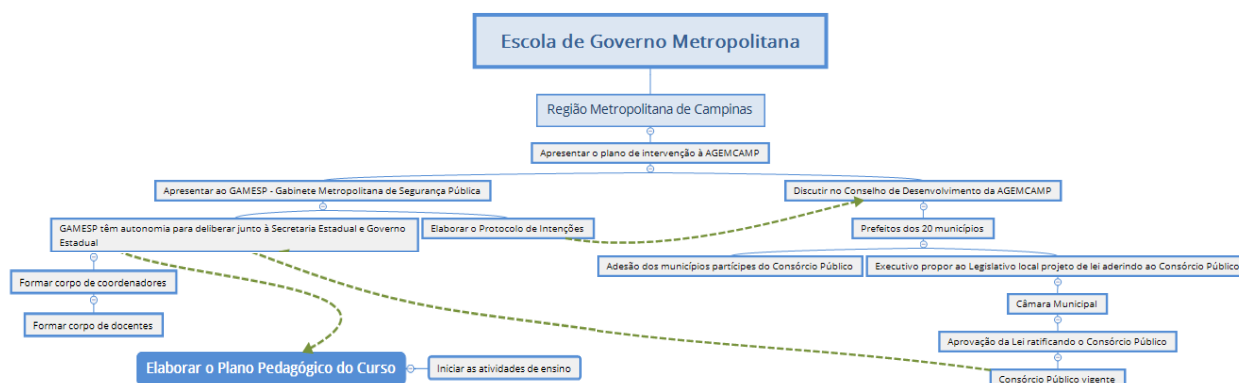 Escola de Governo Metropolitana
Região Metropolitana de Campinas
Apresentar o plano de intervenção à AGEMCAMP
Apresentar ao GAMESP - Gabinete Metropolitana de Segurança Pública
Discutir no Conselho de Desenvolvimento da AGEMCAMP
GAMESP têm autonomia para deliberar junto à Secretaria Estadual e Governo
Estadual
Elaborar o Protocolo de Intenções
Prefeitos dos 20 municípios
Adesão dos municípios partícipes do Consórcio Público
Executivo propor ao Legislativo local projeto de lei aderindo ao Consórcio Público
Formar corpo de coordenadores
Câmara Municipal
Formar corpo de docentes
Aprovação da Lei ratificando o Consórcio Público
Elaborar o Plano Pedagógico do Curso
Iniciar as atividades de ensino
Consórcio Público vigente